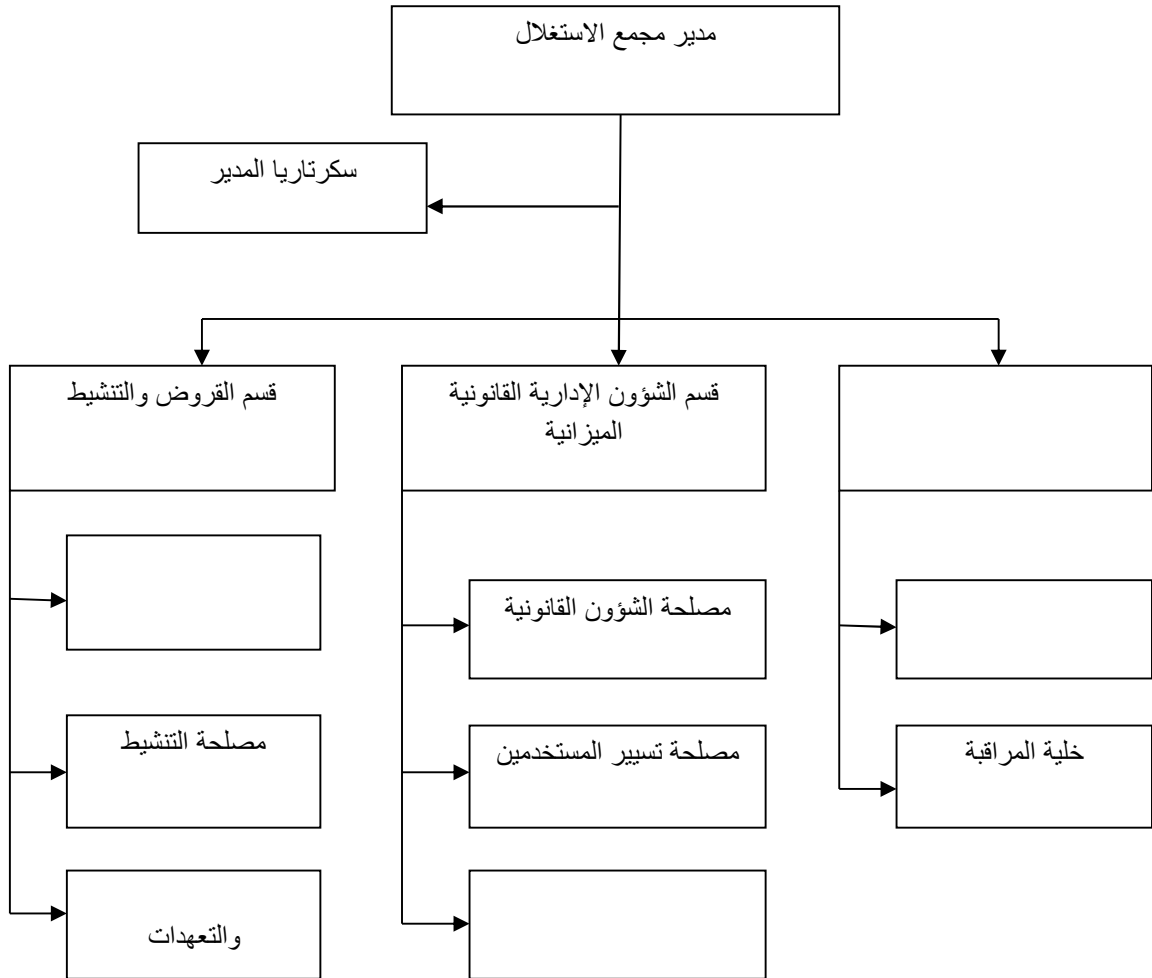 مدير مجمع الاستغلال
سكرتاريا المدير
قسم الشؤون الإدارية القانونية
الميزانية
قسم القروض والتنشيط
مصلحة الشؤون القانونية
مصلحة التنشيط
مصلحة تسيير المستخدمين
خلية المراقبة
والتعهدات